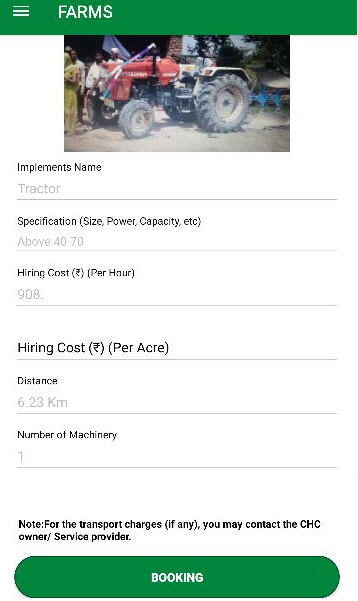 FARMS
Implements Name
Tractor
Specification (Size, Power, Capacity, etc)
Above 40-70
Hiring Cost (₹) (Per Hour)
908.
Hiring Cost (₹) (Per Acre)
Distance
6.23 Km
Number of Machinery
1
Note:For the transport charges (if any), you may contact the CHC
owner/ Service provider.
BOOKING